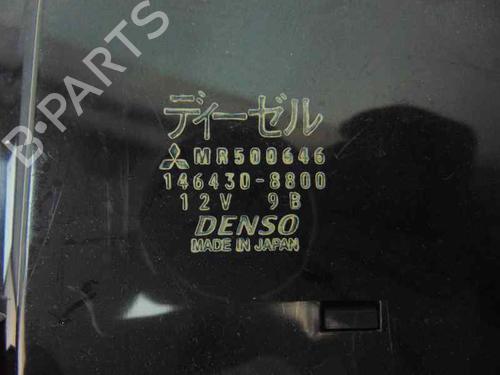 B-PARTS
ディーゼル
MR500646
146430-8800
12V 9B
DENSO
MADE IN JAPAN